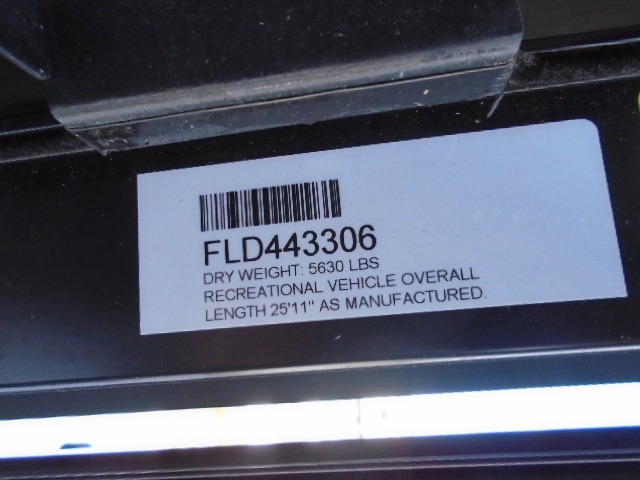 FLD443306
DRY WEIGHT: 5630 LBS
RECREATIONAL VEHICLE OVERALL
LENGTH 25'11" AS MANUFACTURED.